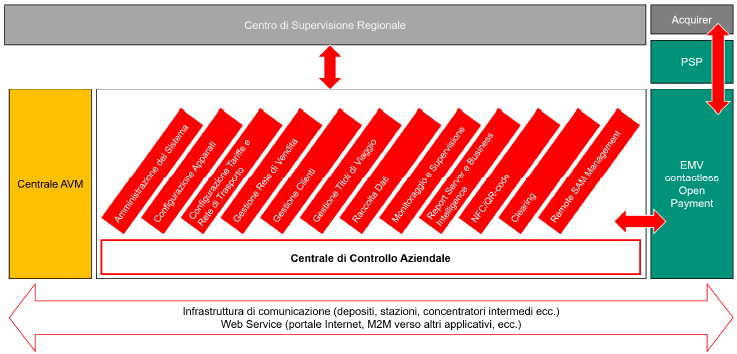 Centro di Supervisione Regionale
Acquirer
PSP
Centrale AVM
Amministrazione del Sistema
Configurazione Apparati
Configurazione Tariffe e
Rete di Trasporto
Gestione Rete di Vendita
Gestione Clienti
Gestione Titoli di Viaggio
Raccolta Dati
Monitoraggio e Supervisione
Report Server e Business
Intelligence
NFC/QR-code
Clearing
Remote SAM Management
EMV
contactless
Open
Payment
Centrale di Controllo Aziendale
Infrastruttura di comunicazione (depositi, stazioni, concentratori intermedi ecc.)
Web Service (portale Internet, M2M verso altri applicativi, ecc.)